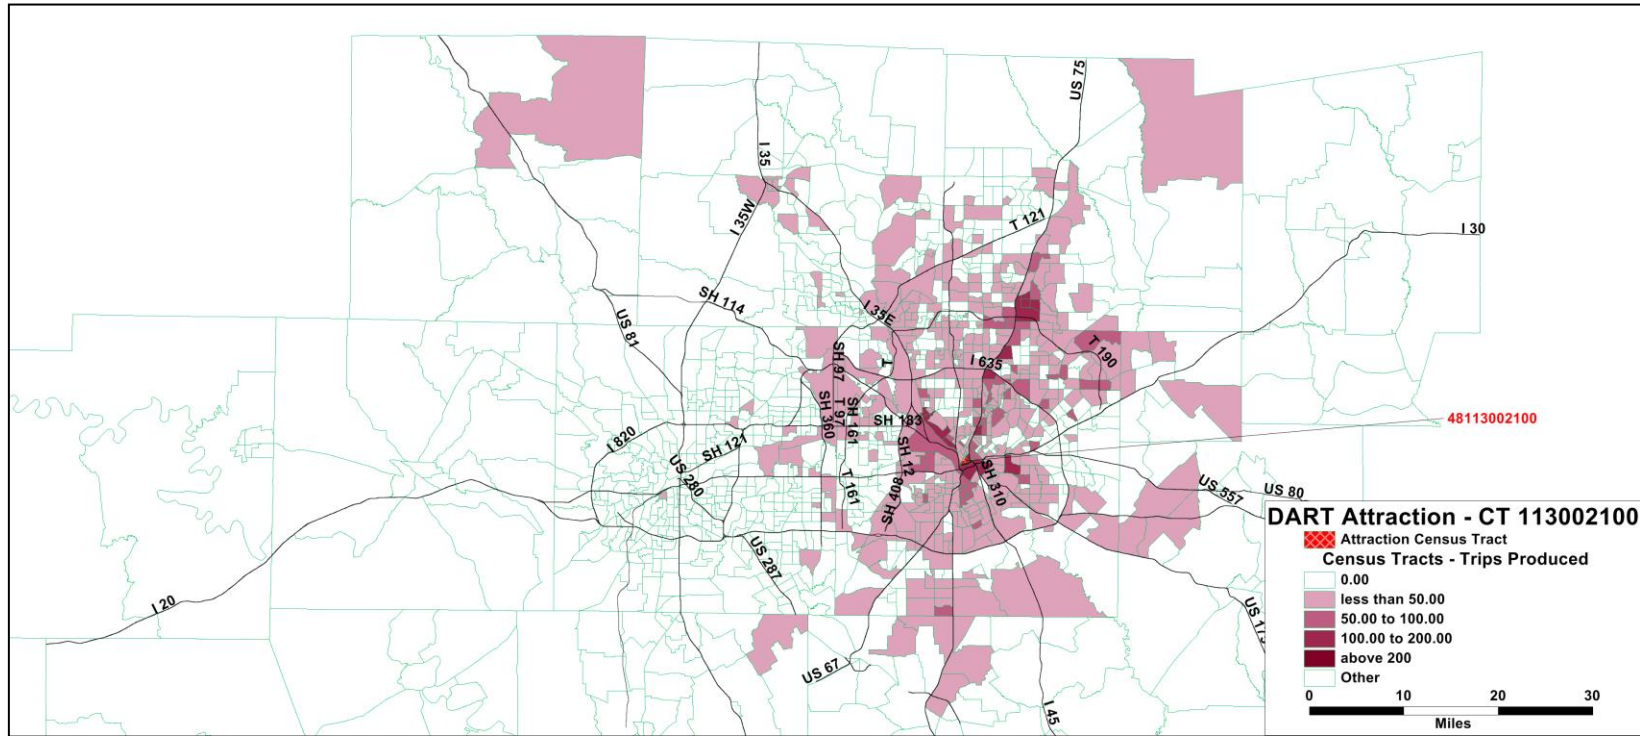 US 75
I 35
I 35W
T 121
I 30
SH 114
US 81
I 35E
SH 97
T
I 635
T 190
SH 360
T 97
SH 161
SH 183
48113002100
I 820
SH 121
SH 12
US 280
T 161
SH 408
SH 310
US 557
US 80
US 287
I 20
US 67
I 45
US 175
DART Attraction - CT 113002100
Attraction Census Tract
Census Tracts - Trips Produced
0.00
less than 50.00
50.00 to 100.00
100.00 to 200.00
above 200
Other
0 10 20 30
Miles